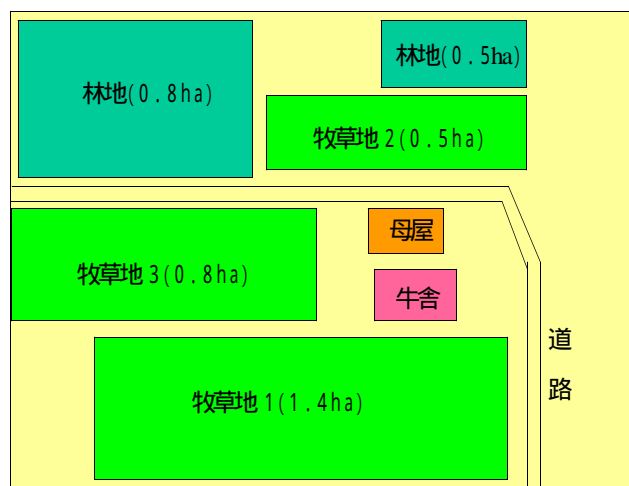 林地(0.5ha)
林地(0.8ha)
牧草地2(0.5ha)
母屋
牧草地3(0.8ha)
牛舎
道
路
牧草地1(1.4ha)